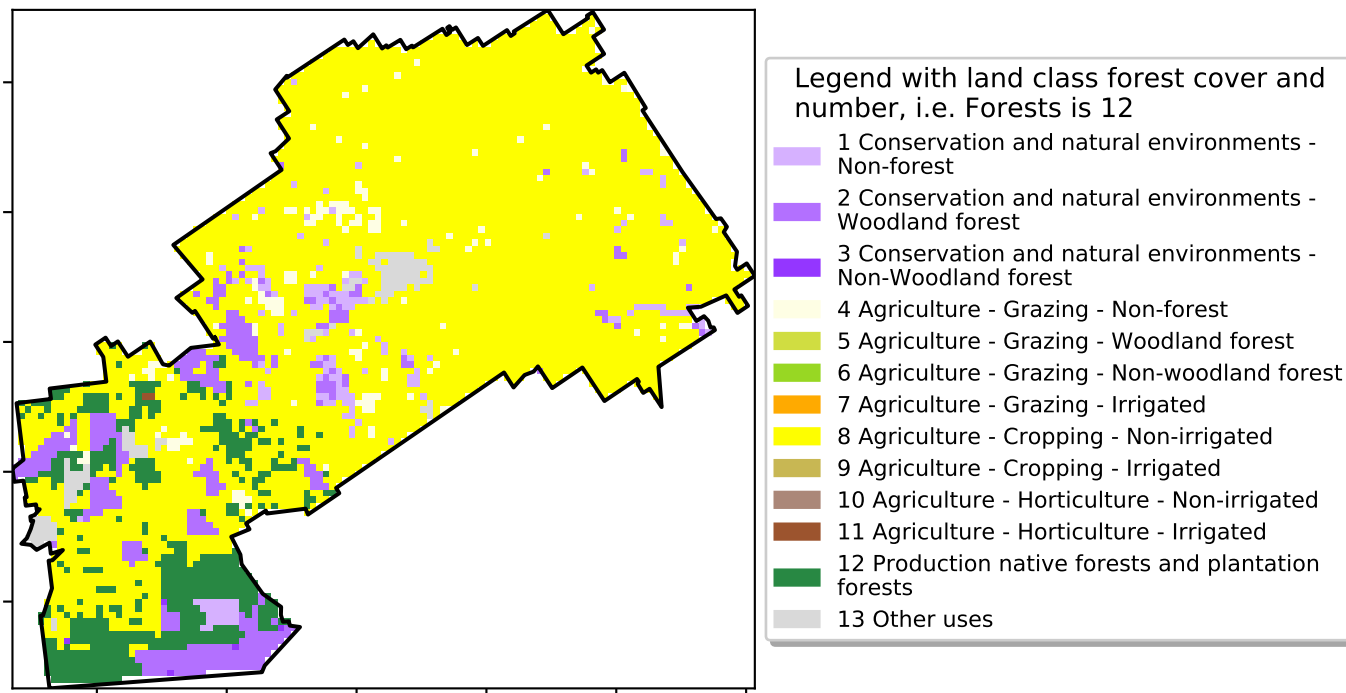 Legend with land class forest cover and
number, i.e. Forests is 12
1 Conservation and natural environments -
Non-forest
2 Conservation and natural environments -
Woodland forest
3 Conservation and natural environments -
Non-Woodland forest
4 Agriculture - Grazing - Non-forest
5 Agriculture - Grazing - Woodland forest
6 Agriculture - Grazing - Non-woodland forest
7 Agriculture - Grazing - Irrigated
8 Agriculture - Cropping - Non-irrigated
9 Agriculture - Cropping - Irrigated
10 Agriculture - Horticulture - Non-irrigated
11 Agriculture - Horticulture - Irrigated
12 Production native forests and plantation
forests
13 Other uses